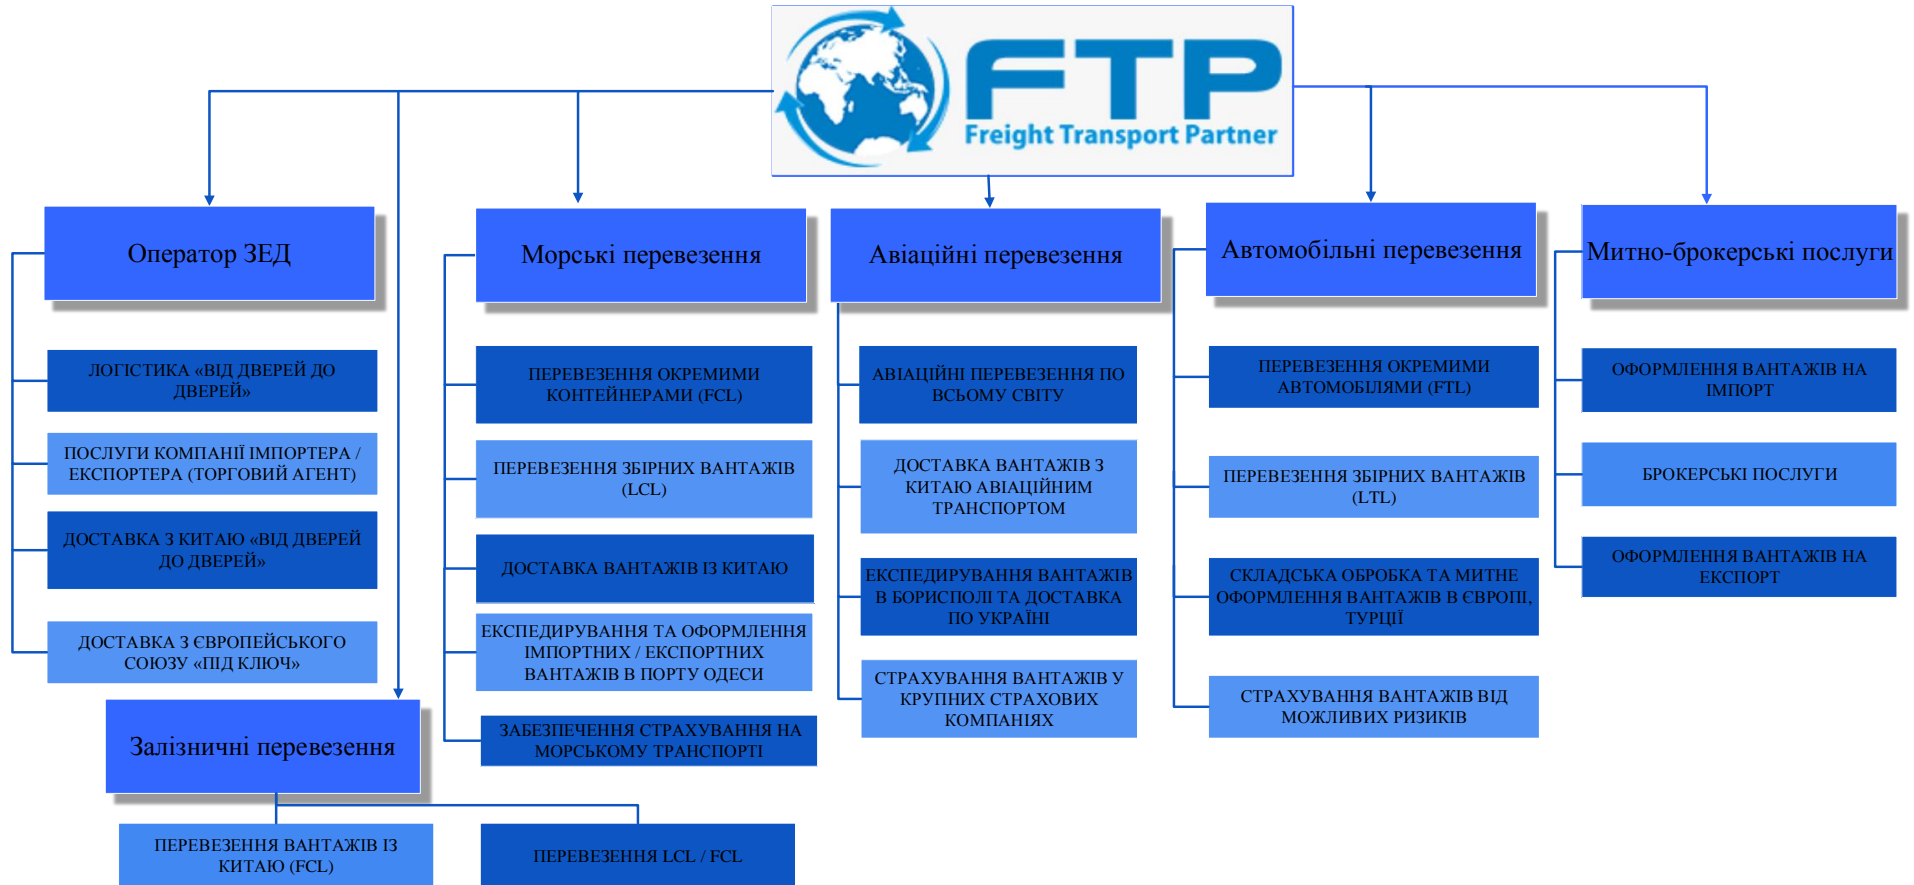 FTP
Freight Transport Partner
Оператор ЗЕД
ЛОГІСТИКА «ВІД ДВЕРЕЙ ДО
ДВЕРЕЙ»
ПОСЛУГИ КОМПАНІЇ ІМПОРТЕРА /
ЕКСПОРТЕРА (ТОРГОВИЙ АГЕНТ)
ДОСТАВКА З КИТАЮ «ВІД ДВЕРЕЙ
ДО ДВЕРЕЙ»
ДОСТАВКА З ЄВРОПЕЙСЬКОГО
СОЮЗУ «ПІД КЛЮЧ»
Залізничні перевезення
ПЕРЕВЕЗЕННЯ ВАНТАЖІВ ІЗ
КИТАЮ (FCL)
ПЕРЕВЕЗЕННЯ LCL / FCL
Морські перевезення
ПЕРЕВЕЗЕННЯ ОКРЕМИМИ
КОНТЕЙНЕРАМИ (FCL)
ПЕРЕВЕЗЕННЯ ЗБІРНИХ ВАНТАЖІВ
(LCL)
ДОСТАВКА ВАНТАЖІВ ІЗ КИТАЮ
ЕКСПЕДИРУВАННЯ ТА ОФОРМЛЕННЯ
ІМПОРТНИХ / ЕКСПОРТНИХ
ВАНТАЖІВ В ПОРТУ ОДЕСИ
ЗАБЕЗПЕЧЕННЯ СТРАХУВАННЯ НА
МОРСЬКОМУ ТРАНСПОРТІ
Авіаційні перевезення
АВІАЦІЙНІ ПЕРЕВЕЗЕННЯ ПО
ВСЬОМУ СВІТУ
ДОСТАВКА ВАНТАЖІВ З
КИТАЮ АВІАЦІЙНИМ
ТРАНСПОРТОМ
ЕКСПЕДИРУВАННЯ ВАНТАЖІВ
В БОРИСПОЛІ ТА ДОСТАВКА
ПО УКРАЇНІ
СТРАХУВАННЯ ВАНТАЖІВ У
КРУПНИХ СТРАХОВИХ
КОМПАНІЯХ
Автомобільні перевезення
ПЕРЕВЕЗЕННЯ ОКРЕМИМИ
АВТОМОБІЛЯМИ (FTL)
ПЕРЕВЕЗЕННЯ ЗБІРНИХ ВАНТАЖІВ
(LTL)
СКЛАДСЬКА ОБРОБКА ТА МИТНЕ
ОФОРМЛЕННЯ ВАНТАЖІВ В ЄВРОПІ,
ТУРЦІЇ
СТРАХУВАННЯ ВАНТАЖІВ ВІД
МОЖЛИВИХ РИЗИКІВ
Митно-брокерські послуги
ОФОРМЛЕННЯ ВАНТАЖІВ НА
ІМПОРТ
БРОКЕРСЬКІ ПОСЛУГИ
ОФОРМЛЕННЯ ВАНТАЖІВ НА
ЕКСПОРТ